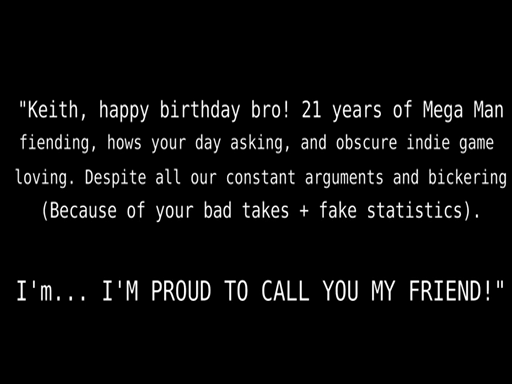 "Keith, happy birthday bro! 21 years of Mega Man
fiending, hows your day asking, and obscure indie game
loving. Despite all our constant arguments and bickering
(Because of your bad takes + fake statistics).
I'm... I'M PROUD TO CALL YOU MY FRIEND!"